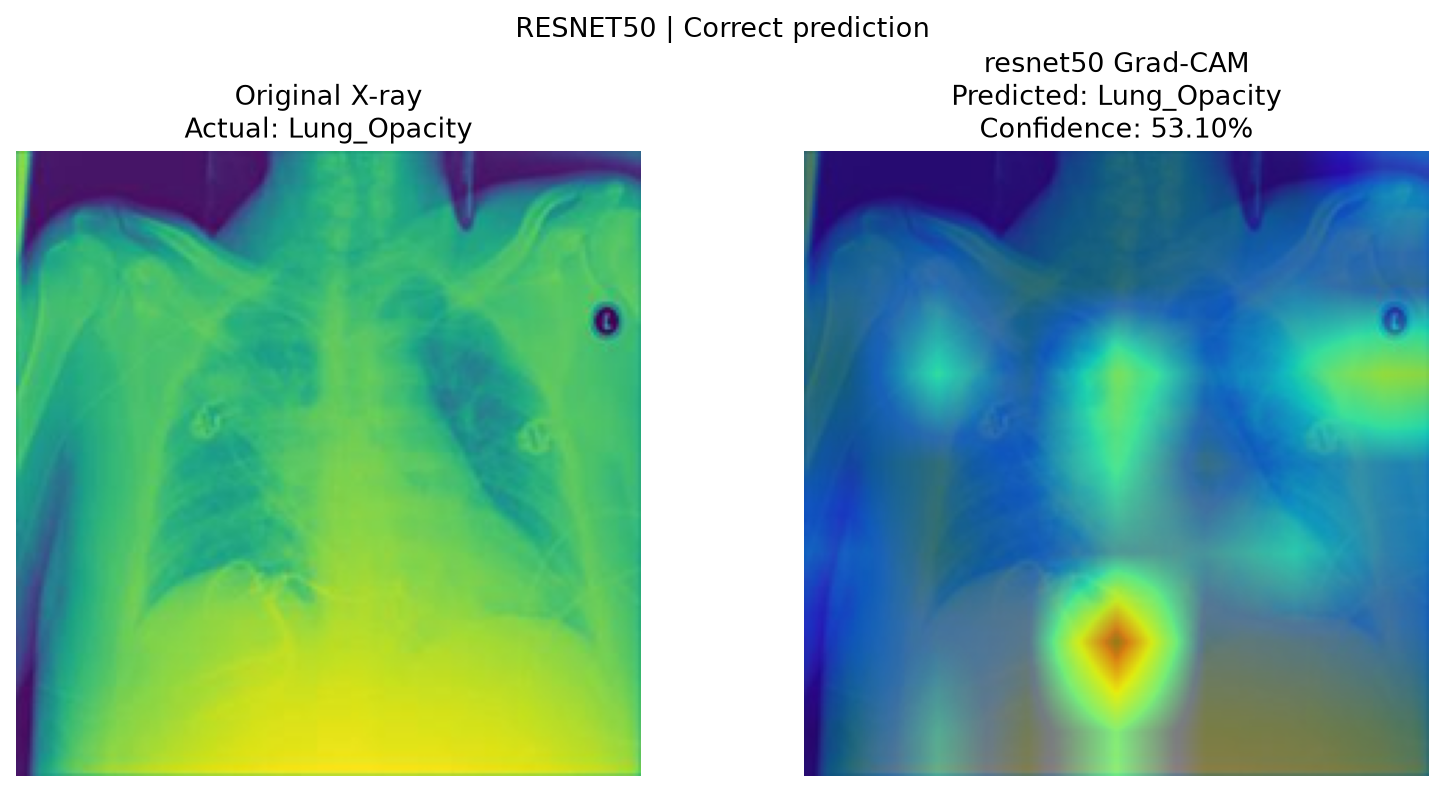 RESNET50 | Correct prediction
Original X-ray
Actual: Lung_Opacity
resnet50 Grad-CAM
Predicted: Lung_Opacity
Confidence: 53.10%
L